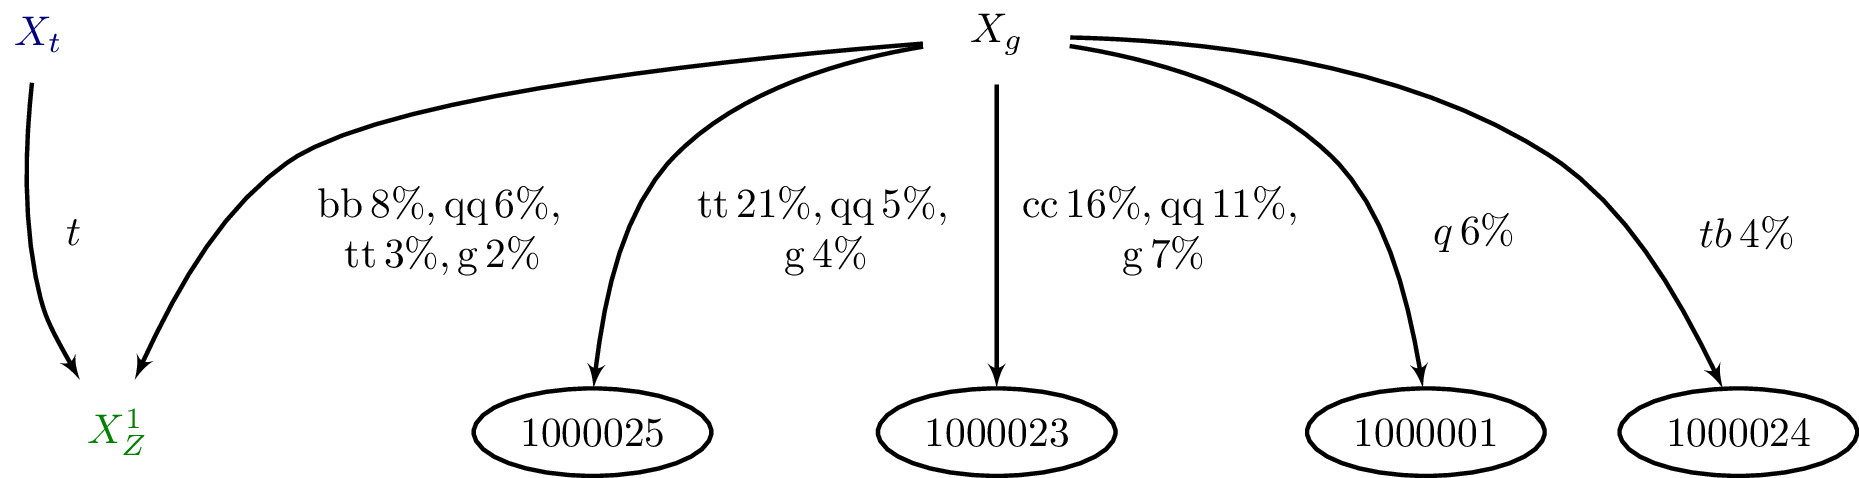 X_t
X_g
bb 8%, qq 6%,
tt 3%, g 2%
tt 21%, qq 5%,
g 4%
cc 16%, qq 11%,
g 7%
t
q 6%
tb 4%
X_Z^1
1000025
1000023
1000001
1000024